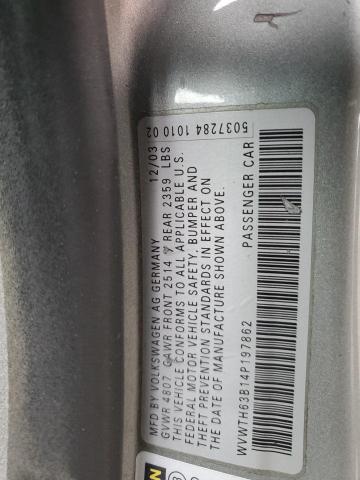 5037284 1010 02
MFD BY VOLKSWAGEN AG GERMANY 12/03
GVWR 4807 GAWR FRONT 2514 REAR 2359 LBS
THIS VEHICLE CONFORMS TO ALL APPLICABLE U.S.
FEDERAL MOTOR VEHICLE SAFETY, BUMPER AND
THEFT PREVENTION STANDARDS IN EFFECT ON
THE DATE OF MANUFACTURE SHOWN ABOVE.
WVWTH63B14P197862 PASSENGER CAR